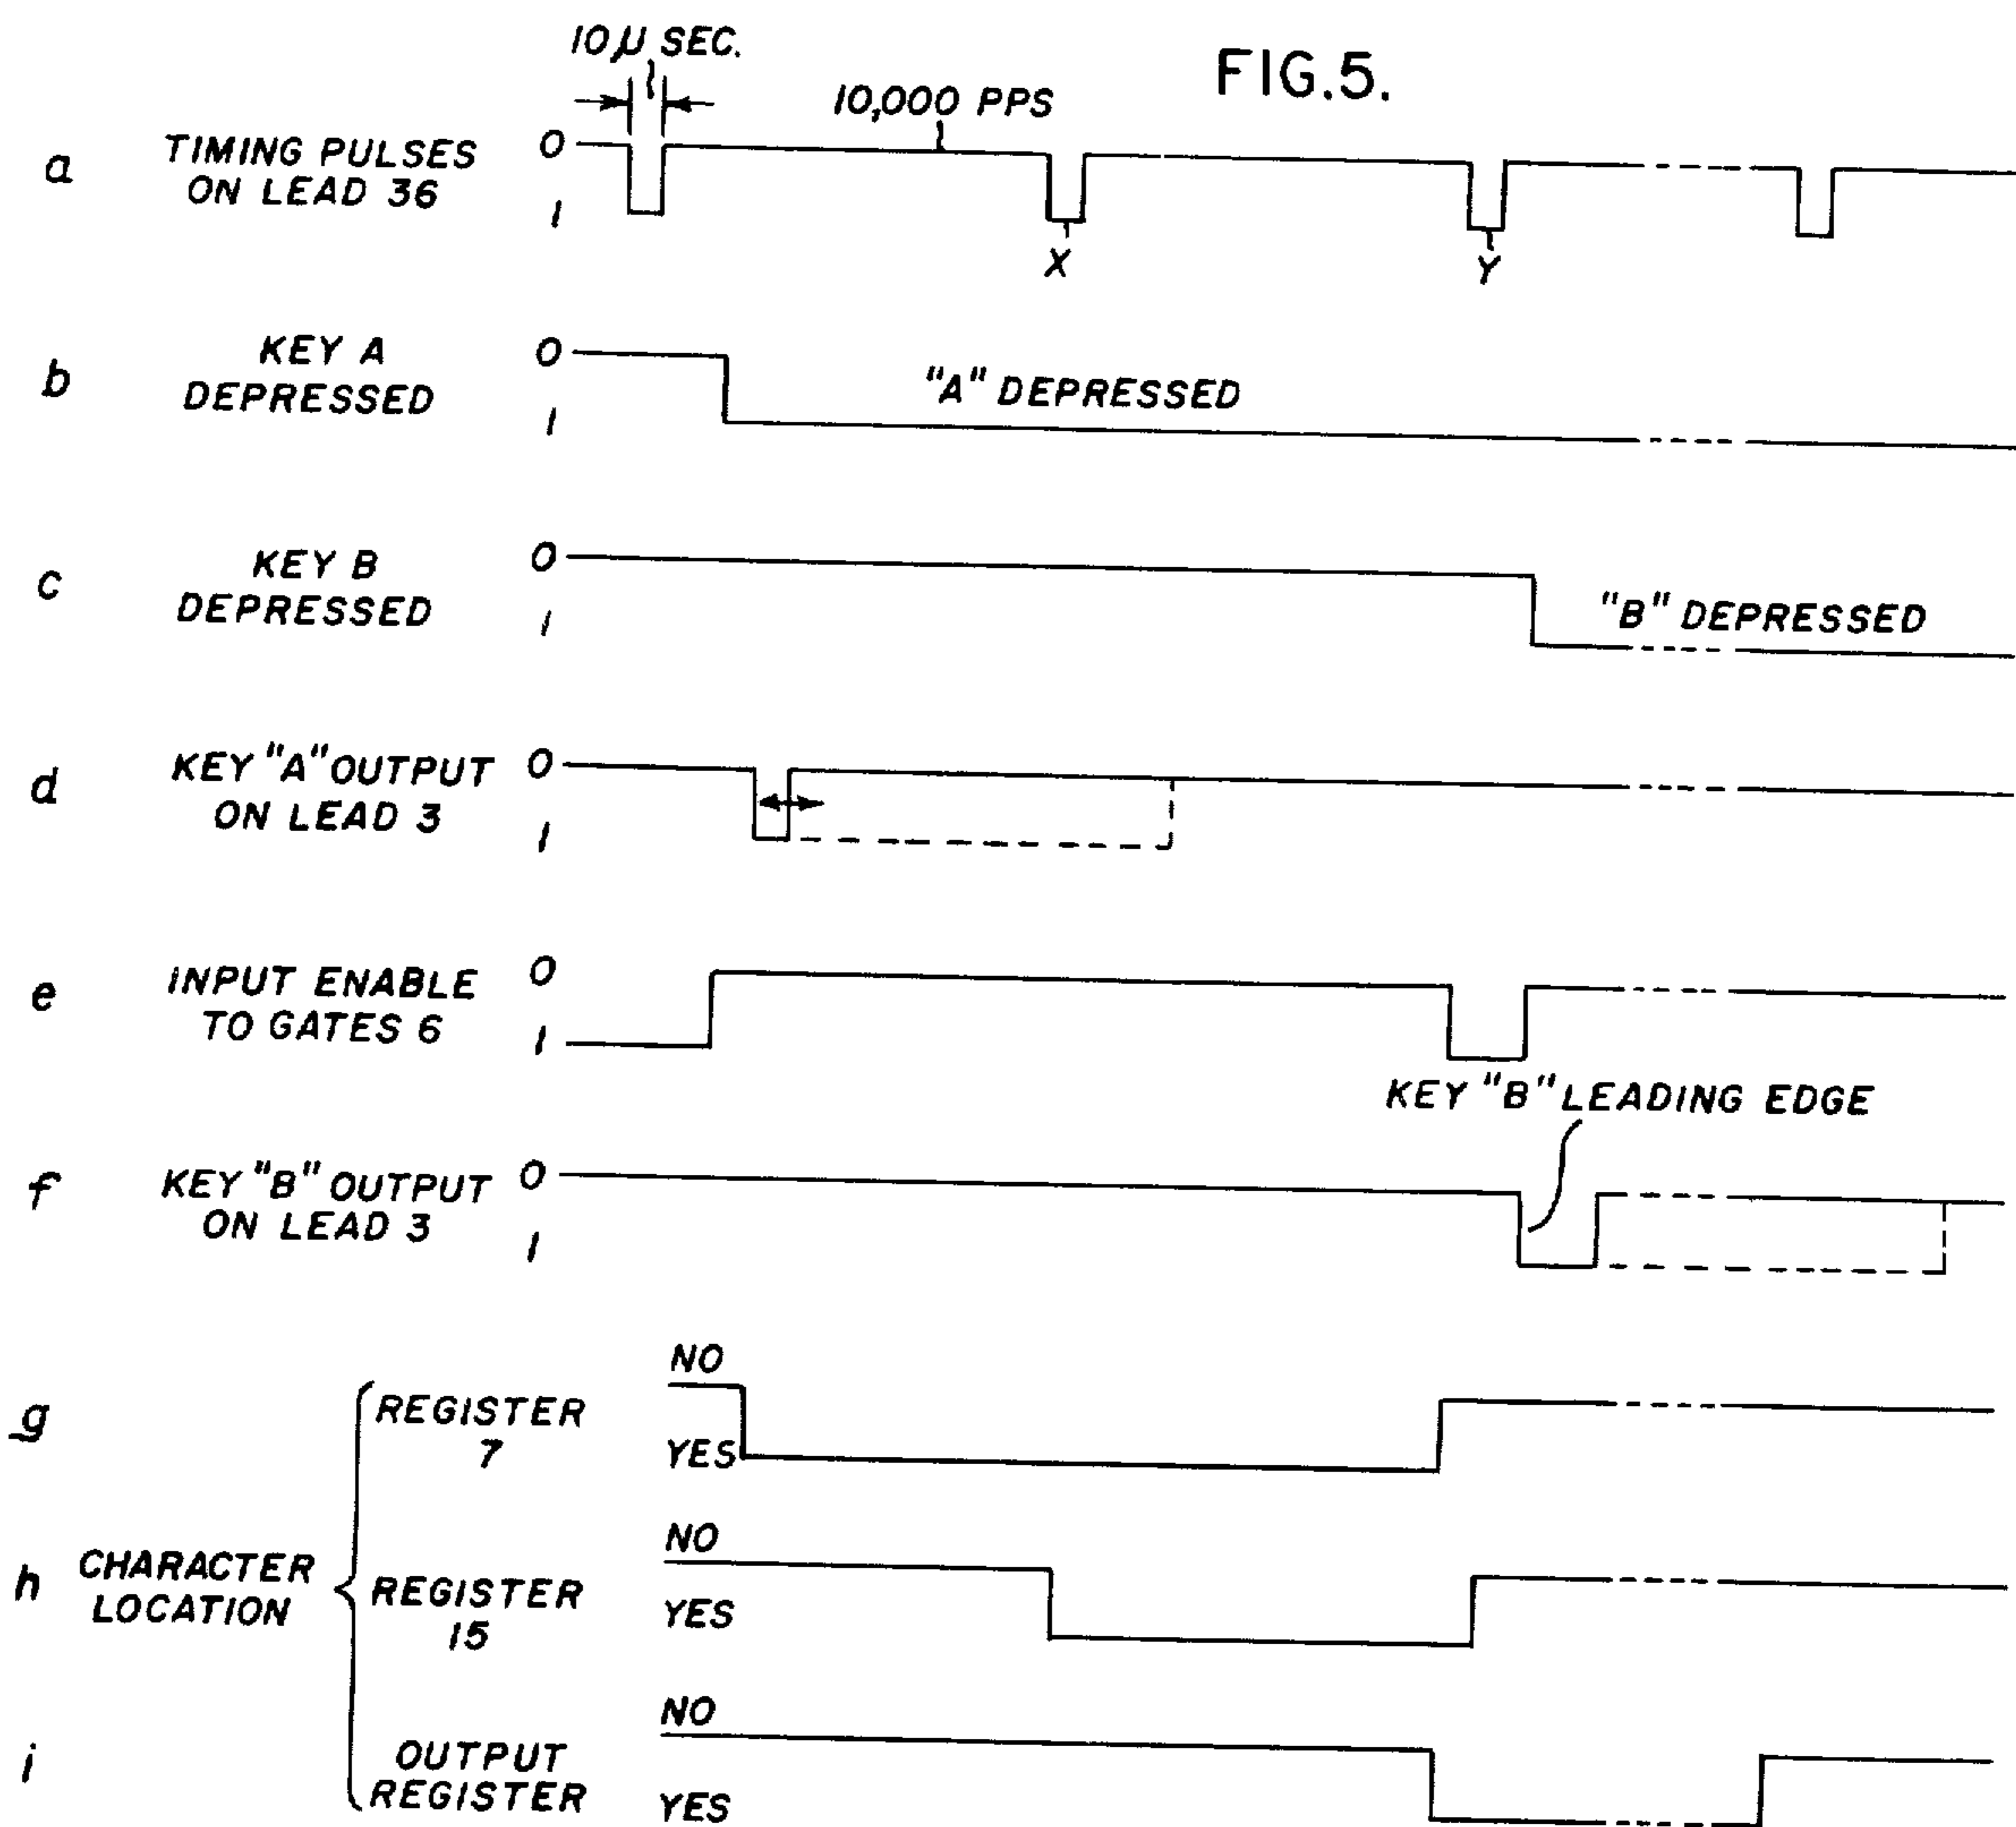 10 µ SEC.
FIG.5.
10,000 PPS
a TIMING PULSES
ON LEAD 36
0
1
X
Y
b KEY A
DEPRESSED
0
1
"A" DEPRESSED
c KEY B
DEPRESSED
0
1
"B" DEPRESSED
d KEY "A" OUTPUT
ON LEAD 3
0
1
e INPUT ENABLE
TO GATES 6
0
1
KEY "B" LEADING EDGE
f KEY "B" OUTPUT
ON LEAD 3
0
1
g REGISTER
7
NO
YES
h CHARACTER
LOCATION
REGISTER
15
NO
YES
i OUTPUT
REGISTER
NO
YES